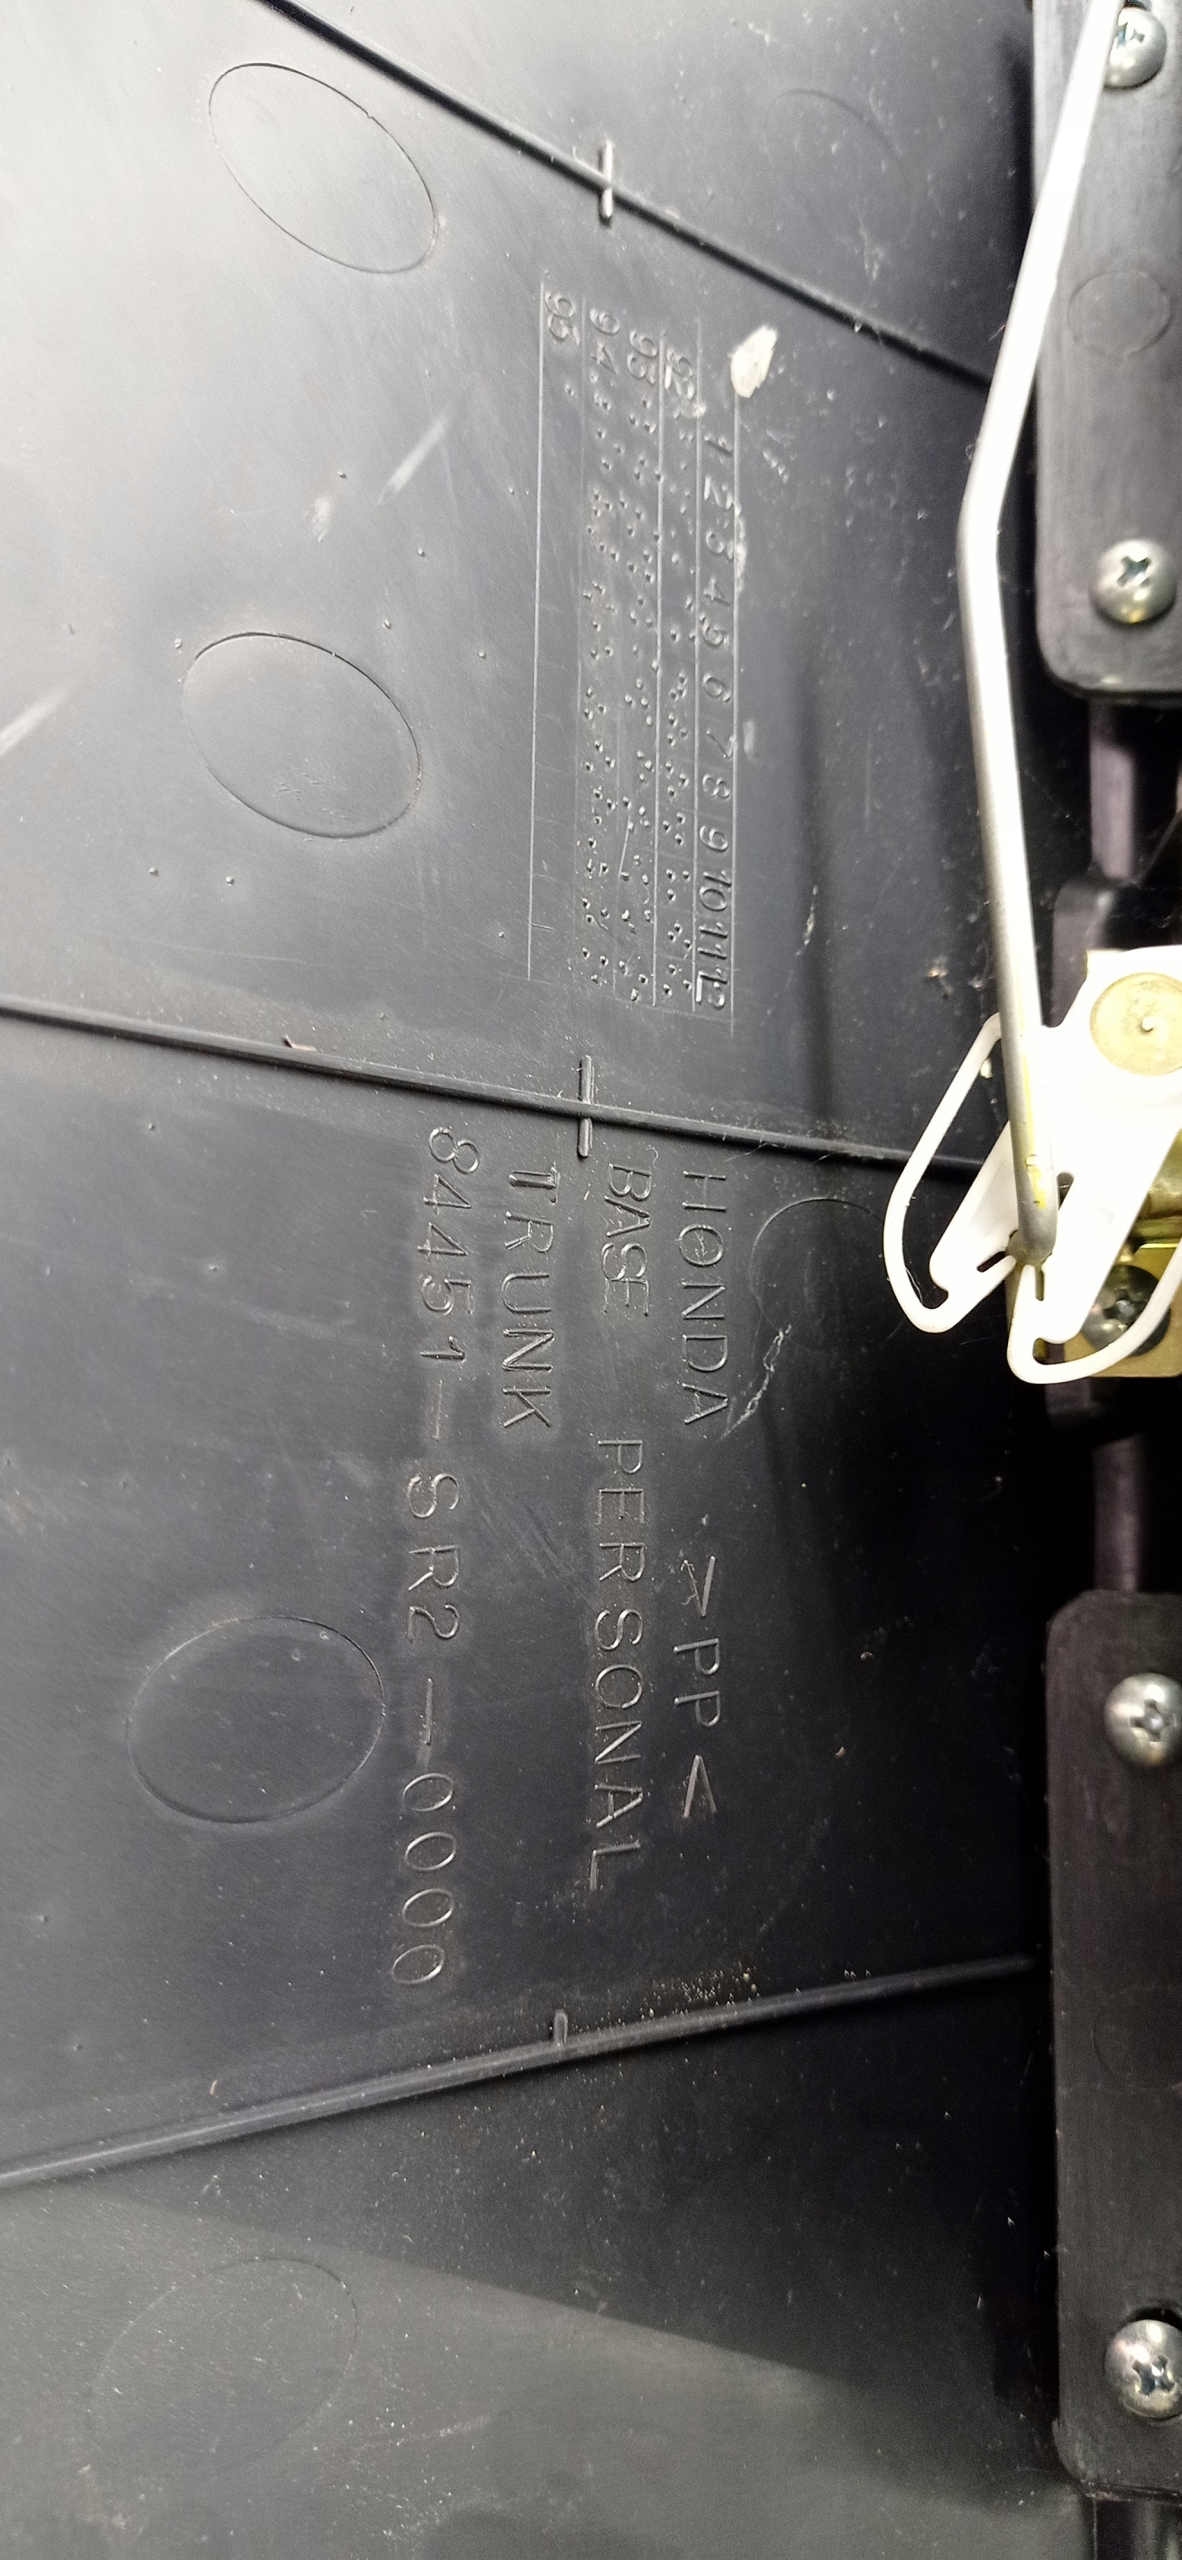 1 2 3 4 5 6 7 8 9 10 11 12
92
93
94
95
HONDA >PP<
BASE PERSONAL
TRUNK
84451-SR2-0000